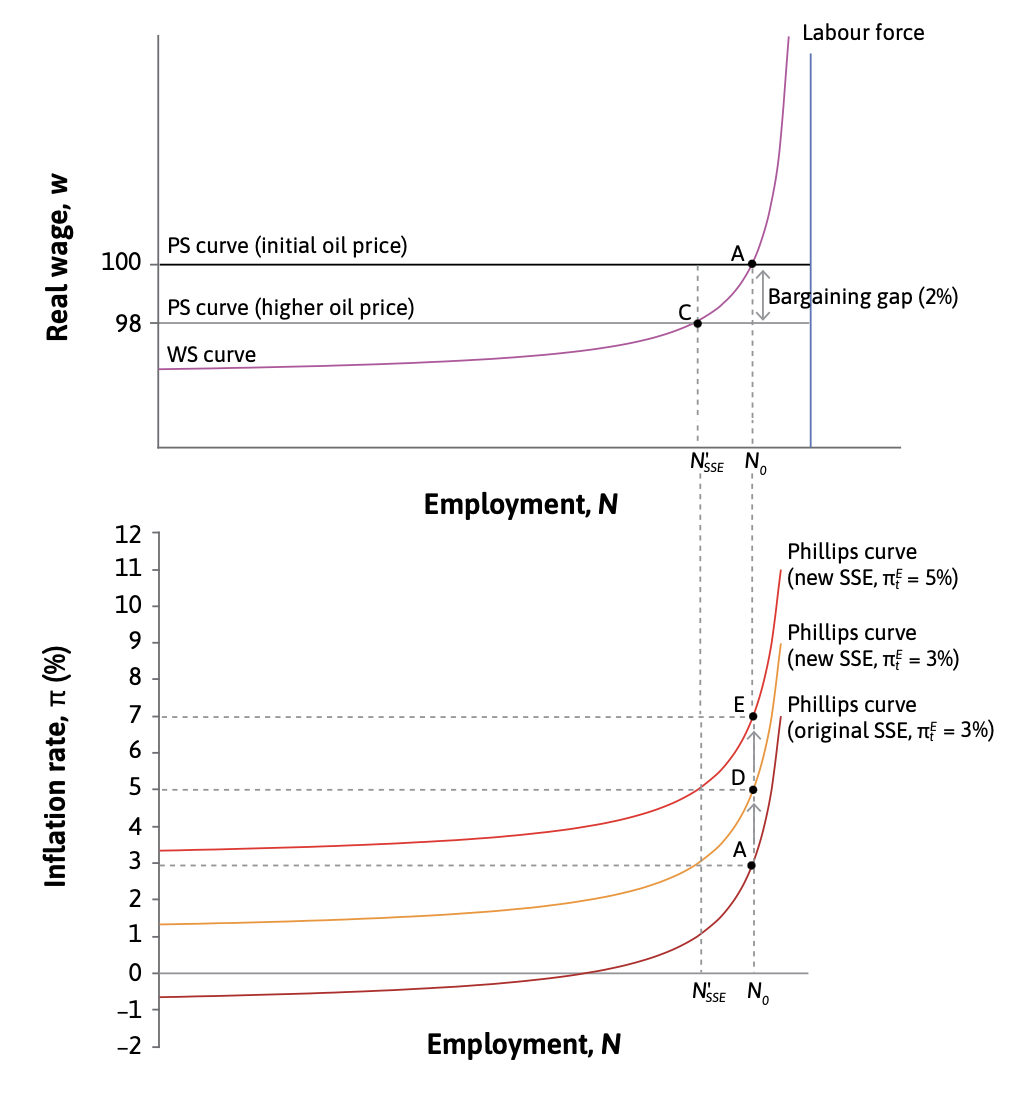 Labour force
Real wage, w
PS curve (initial oil price)
100
A
Bargaining gap (2%)
PS curve (higher oil price)
98
C
WS curve
N'SSE
N0
Employment, N
Inflation rate, π (%)
12
11
10
9
8
7
6
5
4
3
2
1
0
–1
–2
Phillips curve
(new SSE, πᴱₜ = 5%)
Phillips curve
(new SSE, πᴱₜ = 3%)
Phillips curve
(original SSE, πᴱₜ = 3%)
E
D
A
N'SSE
N0
Employment, N